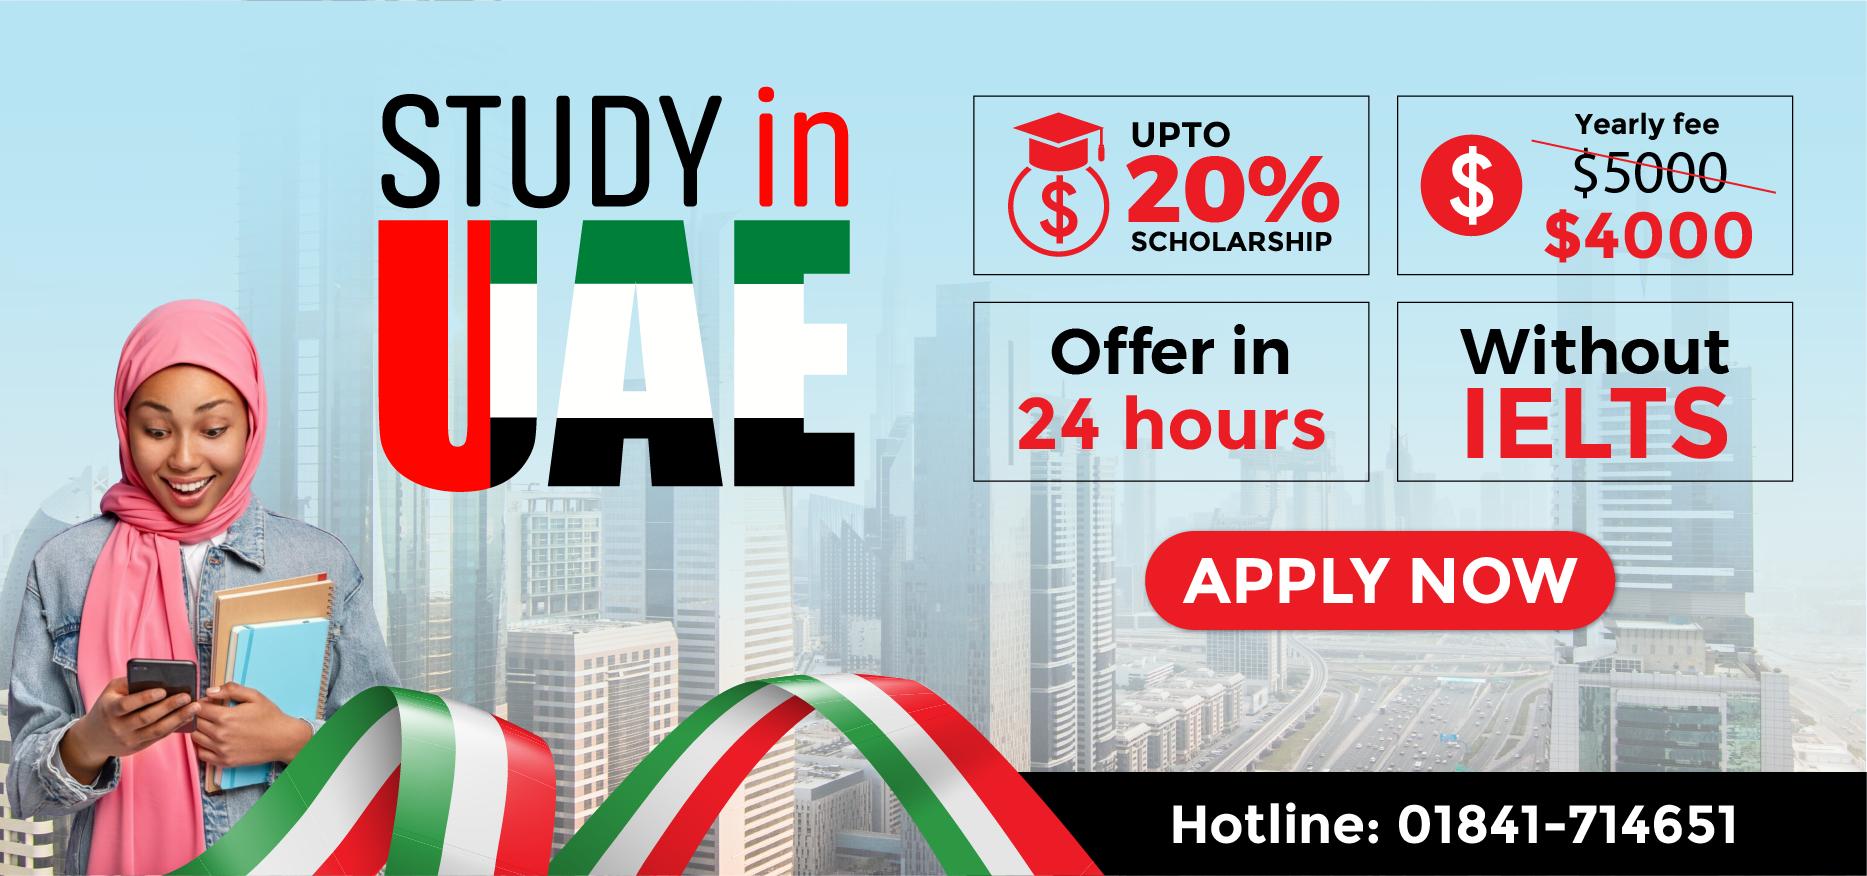 STUDY in
UAE
UPTO
20%
SCHOLARSHIP
Yearly fee
$5000
$4000
Offer in
24 hours
Without
IELTS
APPLY NOW
Hotline: 01841-714651